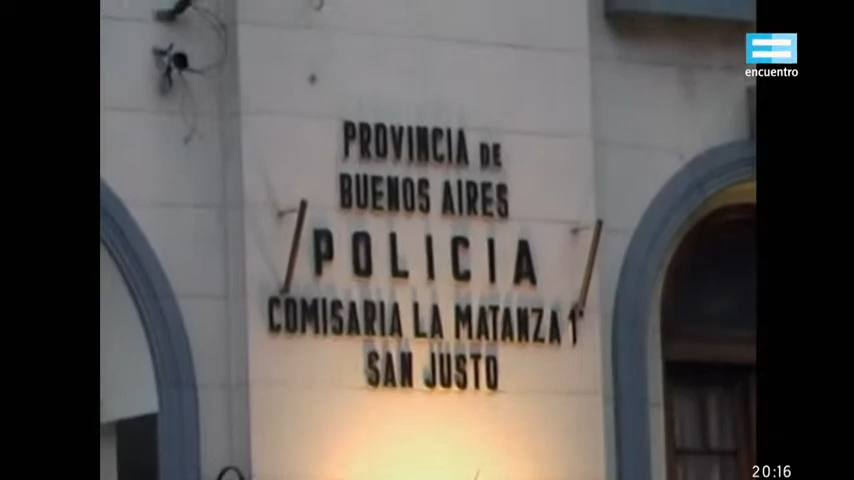 encuentro
PROVINCIA DE
BUENOS AIRES
POLICIA
COMISARIA LA MATANZA 1ª
SAN JUSTO
20:16